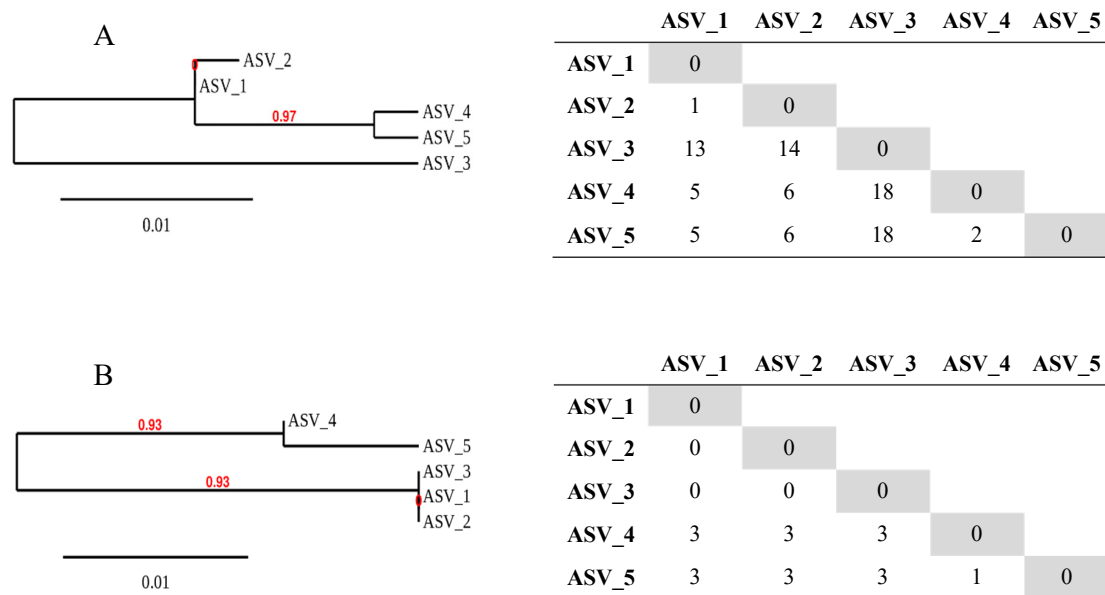 A
ASV_2
ASV_1
0.97
ASV_4
ASV_5
ASV_3
0.01
ASV_1 ASV_2 ASV_3 ASV_4 ASV_5
ASV_1 0
ASV_2 1 0
ASV_3 13 14 0
ASV_4 5 6 18 0
ASV_5 5 6 18 2 0
B
0.93
ASV_4
ASV_5
0.93
ASV_3
ASV_1
ASV_2
0.01
ASV_1 ASV_2 ASV_3 ASV_4 ASV_5
ASV_1 0
ASV_2 0 0
ASV_3 0 0 0
ASV_4 3 3 3 0
ASV_5 3 3 3 1 0